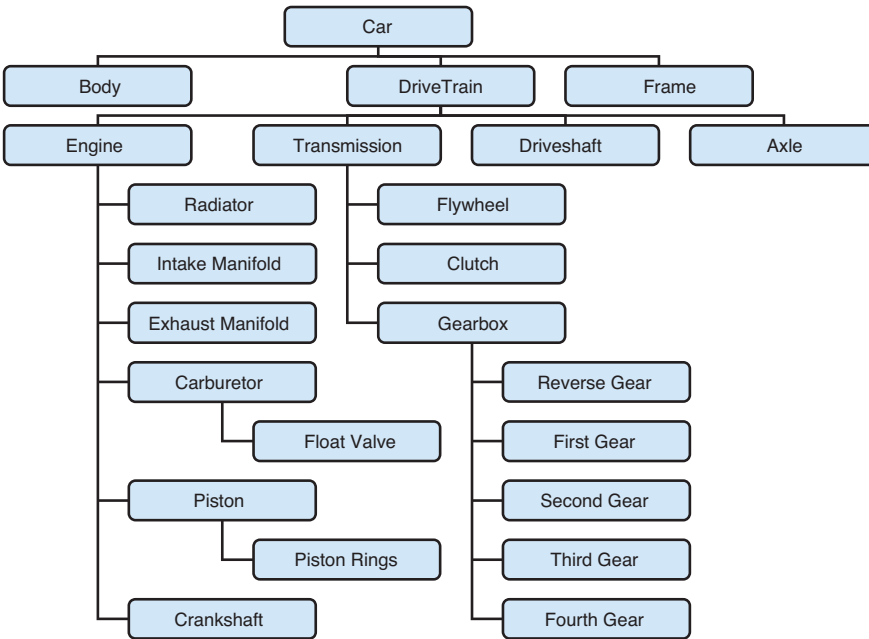 Car
Body
DriveTrain
Frame
Engine
Transmission
Driveshaft
Axle
Radiator
Flywheel
Intake Manifold
Clutch
Exhaust Manifold
Gearbox
Carburetor
Reverse Gear
Float Valve
First Gear
Piston
Second Gear
Piston Rings
Third Gear
Crankshaft
Fourth Gear